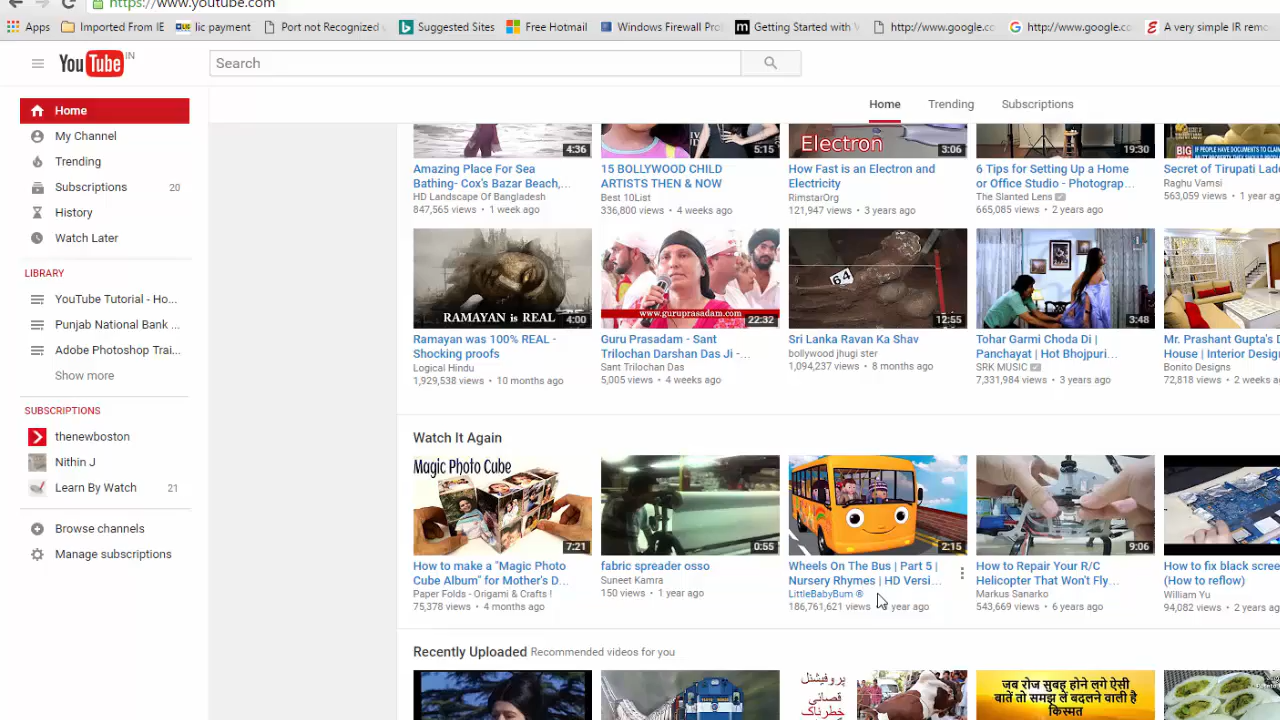 https://www.youtube.com
Apps Imported From IE lic payment Port not Recognized Suggested Sites Free Hotmail Windows Firewall Getting Started with http://www.google.co http://www.google.co A very simple IR rem
YouTube IN
Search
Home Trending Subscriptions
Home
My Channel
Trending
Subscriptions 20
History
Watch Later
LIBRARY
YouTube Tutorial - Ho...
Punjab National Bank ...
Adobe Photoshop Trai...
Show more
SUBSCRIPTIONS
thenewboston
Nithin J
Learn By Watch 21
Browse channels
Manage subscriptions
4:36
Amazing Place For Sea
Bathing- Cox's Bazar Beach,...
HD Landscape Of Bangladesh
847,565 views • 1 week ago
5:15
15 BOLLYWOOD CHILD
ARTISTS THEN & NOW
Best 10List
336,800 views • 4 weeks ago
Electron
3:06
How Fast is an Electron and
Electricity
RimstarOrg
121,947 views • 3 years ago
19:30
6 Tips for Setting Up a Home
or Office Studio - Photograp...
The Slanted Lens
665,085 views • 2 years ago
BIG IF PEOPLE HAVE DOCUMENTS TO CLAIM
Secret of Tirupati Lad
Raghu Vamsi
563,059 views • 1 year ag
RAMAYAN is REAL
4:00
Ramayan was 100% REAL -
Shocking proofs
Logical Hindu
1,929,538 views • 10 months ago
www.guruprasadam.com
22:32
Guru Prasadam - Sant
Trilochan Darshan Das Ji -...
Sant Trilochan Das
5,005 views • 4 weeks ago
64
12:55
Sri Lanka Ravan Ka Shav
bollywood jhugi ster
1,094,237 views • 8 months ago
3:48
Tohar Garmi Choda Di |
Panchayat | Hot Bhojpuri...
SRK MUSIC
7,331,984 views • 3 years ago
Mr. Prashant Gupta's
House | Interior Design
Bonito Designs
72,818 views • 2 weeks a
Watch It Again
Magic Photo Cube
7:21
How to make a "Magic Photo
Cube Album" for Mother's D...
Paper Folds - Origami & Crafts !
75,378 views • 4 months ago
0:55
fabric spreader osso
Suneet Kamra
150 views • 1 year ago
2:15
Wheels On The Bus | Part 5 |
Nursery Rhymes | HD Versi...
LittleBabyBum ®
186,761,621 views year ago
9:06
How to Repair Your R/C
Helicopter That Won't Fly...
Markus Sanarko
543,669 views • 6 years ago
How to fix black scree
(How to reflow)
William Yu
94,082 views • 2 years ago
Recently Uploaded Recommended videos for you
پروفیشنل
قصائی
خطرناک
जब रोज सुबह होने लगे ऐसी
बातें तो समझ लें बदलने वाली है
किस्मत